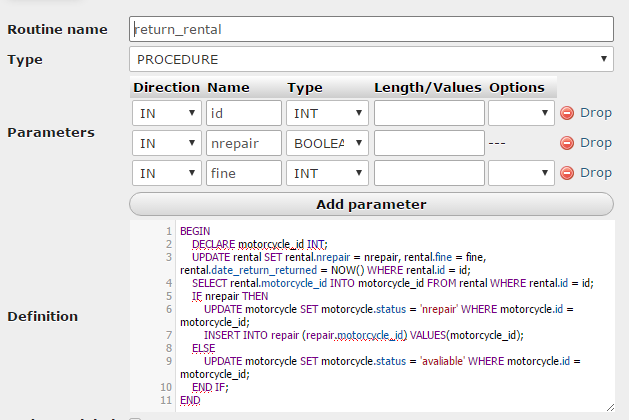 Routine name return_rental
Type PROCEDURE
Direction Name Type Length/Values Options
Parameters
IN id INT Drop
IN nrepair BOOLEA --- Drop
IN fine INT Drop
Add parameter
Definition
1 BEGIN
2 DECLARE motorcycle_id INT;
3 UPDATE rental SET rental.nrepair = nrepair, rental.fine = fine,
rental.date_return_returned = NOW() WHERE rental.id = id;
4 SELECT rental.motorcycle_id INTO motorcycle_id FROM rental WHERE rental.id = id;
5 IF nrepair THEN
6 UPDATE motorcycle SET motorcycle.status = 'nrepair' WHERE motorcycle.id =
motorcycle_id;
7 INSERT INTO repair (repair.motorcycle_id) VALUES(motorcycle_id);
8 ELSE
9 UPDATE motorcycle SET motorcycle.status = 'avaliable' WHERE motorcycle.id =
motorcycle_id;
10 END IF;
11 END